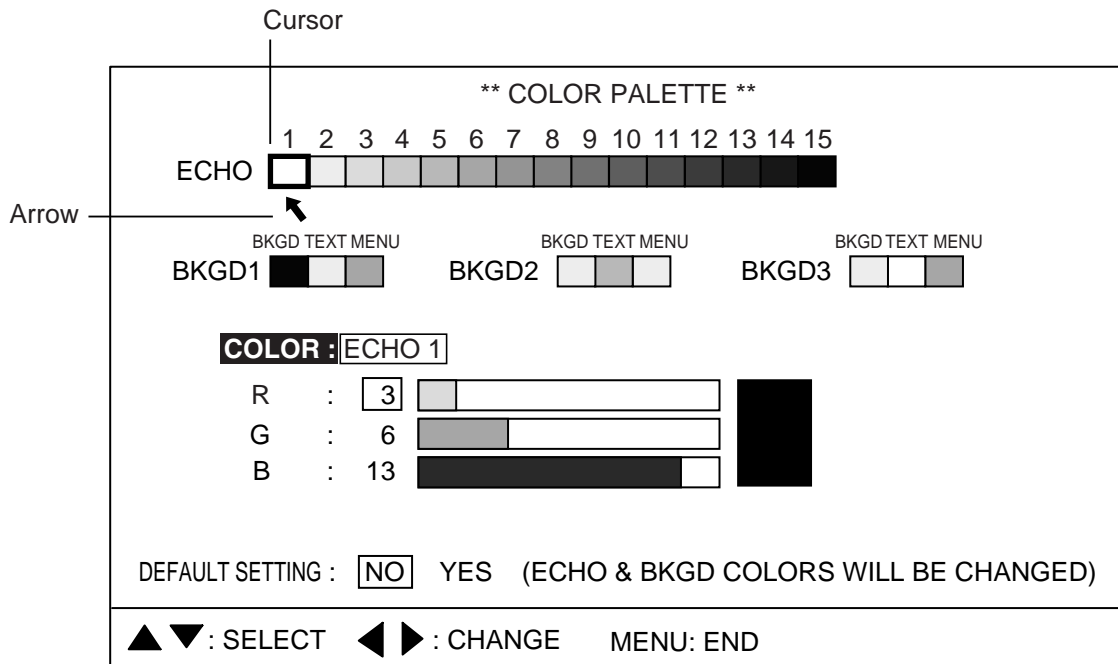 Cursor
** COLOR PALETTE **
1 2 3 4 5 6 7 8 9 10 11 12 13 14 15
ECHO
Arrow
BKGD TEXT MENU BKGD TEXT MENU BKGD TEXT MENU
BKGD1 BKGD2 BKGD3
COLOR : ECHO 1
R : 3
G : 6
B : 13
DEFAULT SETTING : NO YES (ECHO & BKGD COLORS WILL BE CHANGED)
▲ ▼ : SELECT ◀ ▶ : CHANGE MENU: END